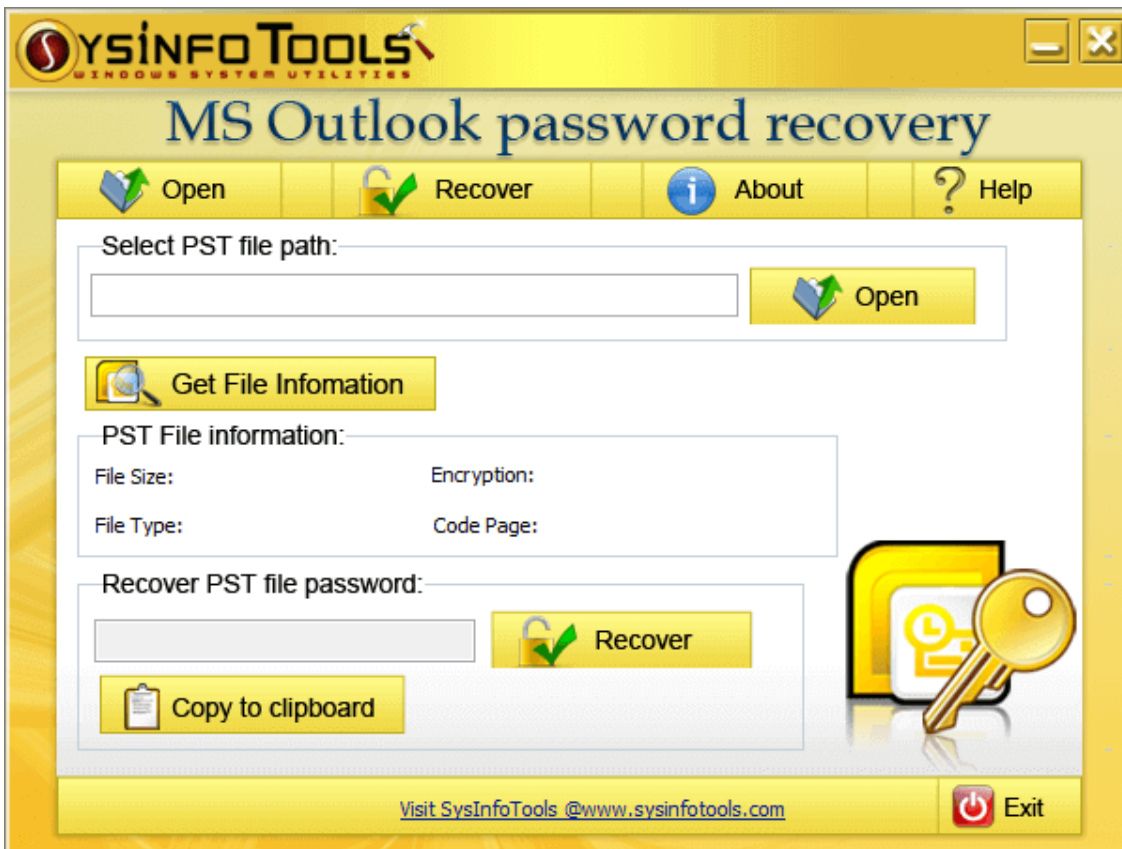 SYSINFO TOOLS
WINDOWS SYSTEM UTILITIES
MS Outlook password recovery
Open Recover About Help
Select PST file path:
Open
Get File Infomation
PST File information:
File Size: Encryption:
File Type: Code Page:
Recover PST file password:
Recover
Copy to clipboard
Visit SysInfoTools @www.sysinfotools.com Exit